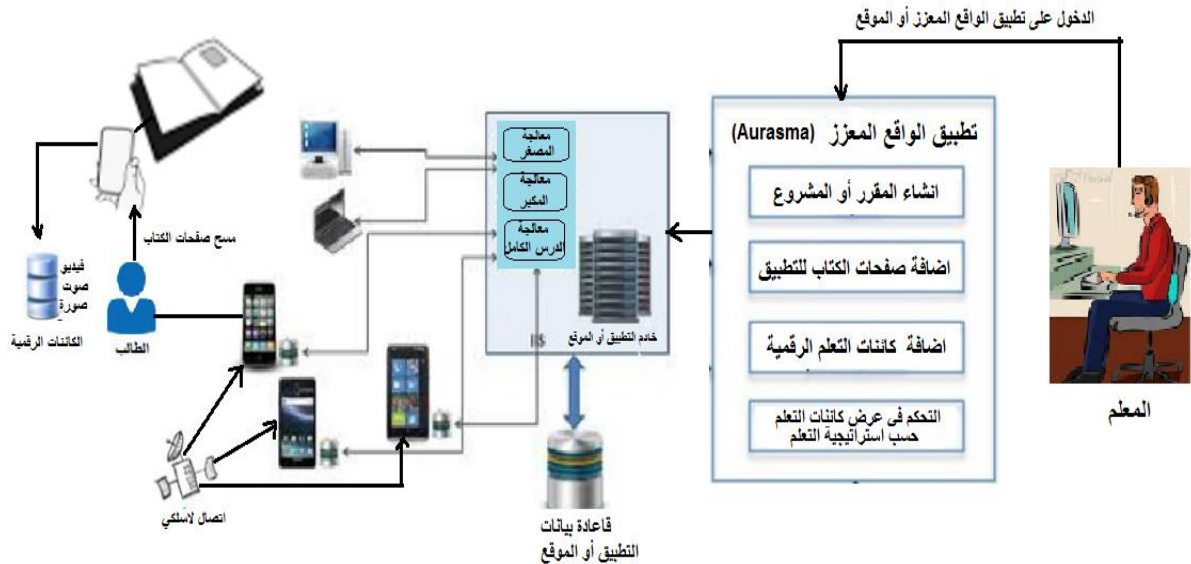 الدخول على تطبيق الواقع المعزز أو الموقع
تطبيق الواقع المعزز (Aurasma)
انشاء المقرر أو المشروع
اضافة صفحات الكتاب للتطبيق
اضافة كائنات التعلم الرقمية
التحكم فى عرض كائنات التعلم
حسب استراتيجية التعلم
المعلم
معالجة
المصغر
معالجة
المكبر
معالجة
الدرس الكامل
خادم التطبيق أو الموقع
IIS
قاعادة بيانات
التطبيق أو الموقع
مسح صفحات الكتاب
فيديو
صوت
صورة
الكائنات الرقمية
الطالب
اتصال لاسلكي